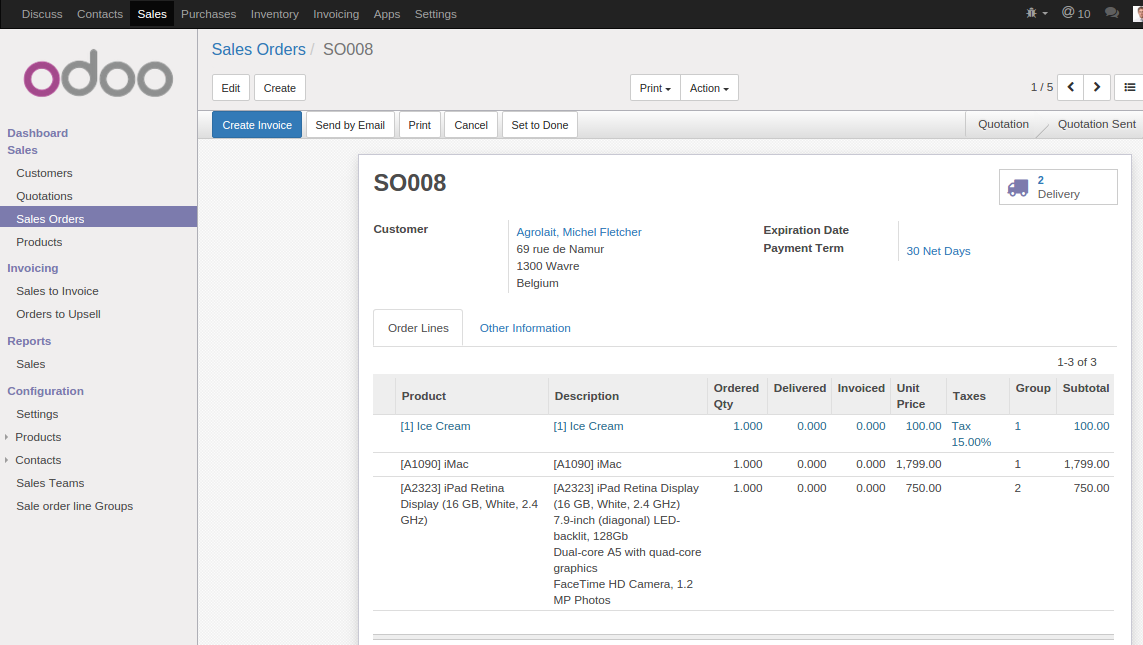 Discuss Contacts Sales Purchases Inventory Invoicing Apps Settings @ 10
odoo
Sales Orders / SO008
Edit Create Print Action 1 / 5
Create Invoice Send by Email Print Cancel Set to Done Quotation Quotation Sent
Dashboard
Sales
Customers
Quotations
Sales Orders
Products
Invoicing
Sales to Invoice
Orders to Upsell
Reports
Sales
Configuration
Settings
Products
Contacts
Sales Teams
Sale order line Groups
SO008
2
Delivery
Customer
Agrolait, Michel Fletcher
69 rue de Namur
1300 Wavre
Belgium
Expiration Date
Payment Term
30 Net Days
Order Lines Other Information
1-3 of 3
Product Description Ordered Qty Delivered Invoiced Unit Price Taxes Group Subtotal
[1] Ice Cream [1] Ice Cream 1.000 0.000 0.000 100.00 Tax 15.00% 1 100.00
[A1090] iMac [A1090] iMac 1.000 0.000 0.000 1,799.00 1 1,799.00
[A2323] iPad Retina [A2323] iPad Retina Display 1.000 0.000 0.000 750.00 2 750.00
Display (16 GB, White, 2.4 (16 GB, White, 2.4 GHz)
GHz) 7.9-inch (diagonal) LED-
backlit, 128Gb
Dual-core A5 with quad-core
graphics
FaceTime HD Camera, 1.2
MP Photos